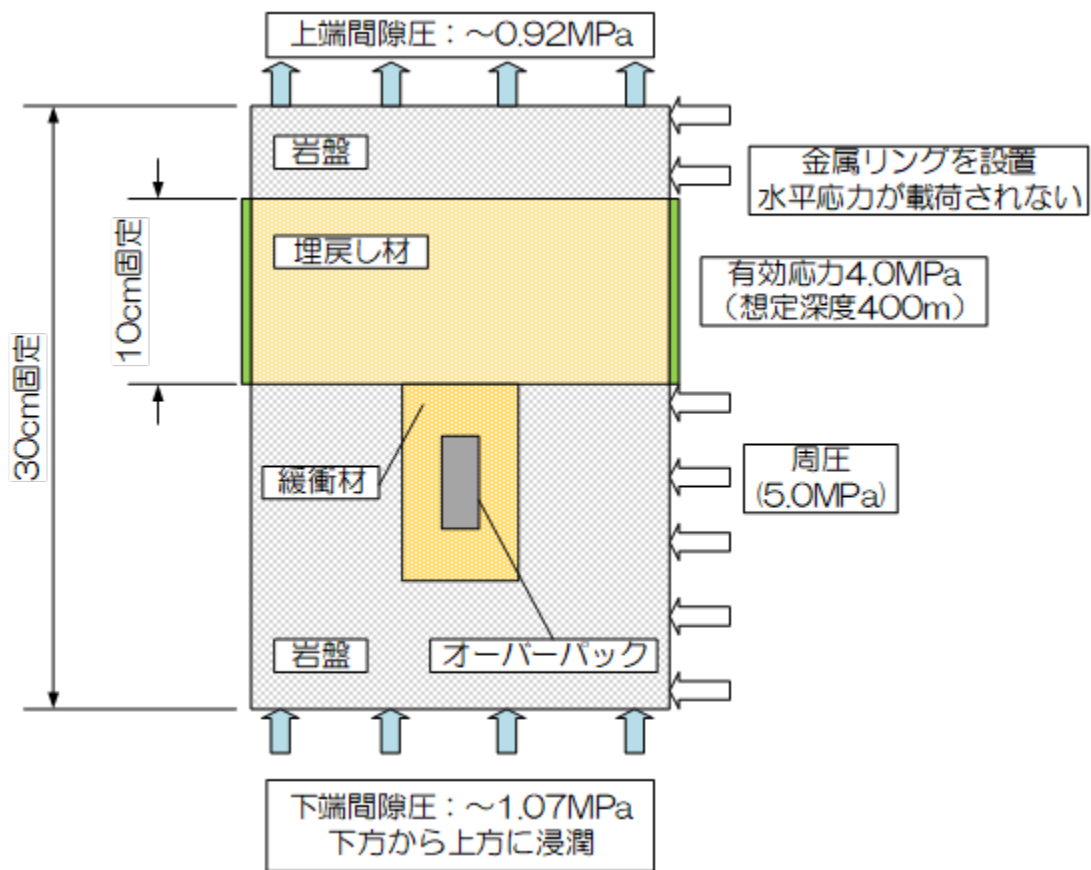 上端間隙圧：～0.92MPa
岩盤
金属リングを設置
水平応力が載荷されない
埋戻し材
10cm固定
有効応力4.0MPa
（想定深度400m）
30cm固定
緩衝材
周圧
(5.0MPa)
岩盤
オーバーパック
下端間隙圧：～1.07MPa
下方から上方に浸潤